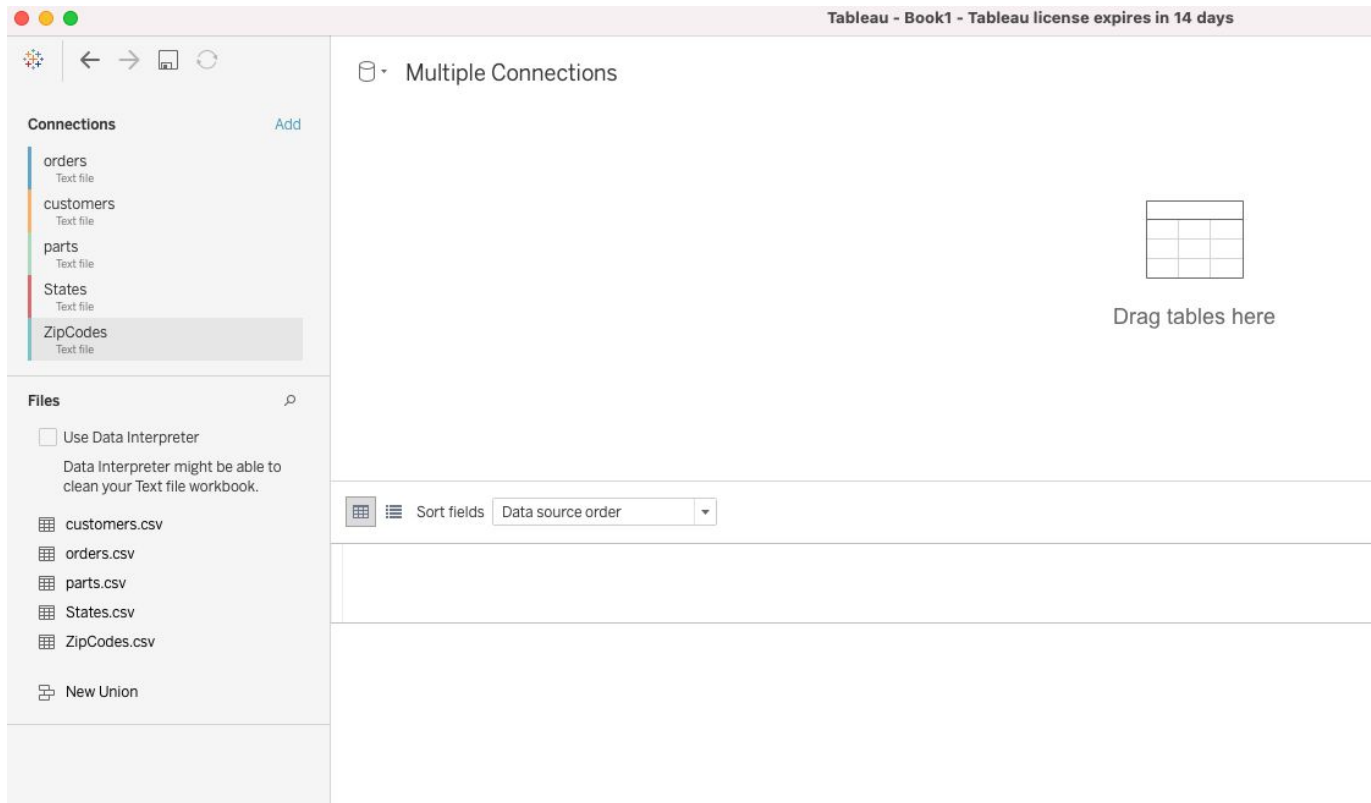 Tableau - Book1 - Tableau license expires in 14 days
Multiple Connections
Connections Add
orders
Text file
customers
Text file
parts
Text file
States
Text file
ZipCodes
Text file
Drag tables here
Files
Use Data Interpreter
Data Interpreter might be able to
clean your Text file workbook.
Sort fields Data source order
customers.csv
orders.csv
parts.csv
States.csv
ZipCodes.csv
New Union